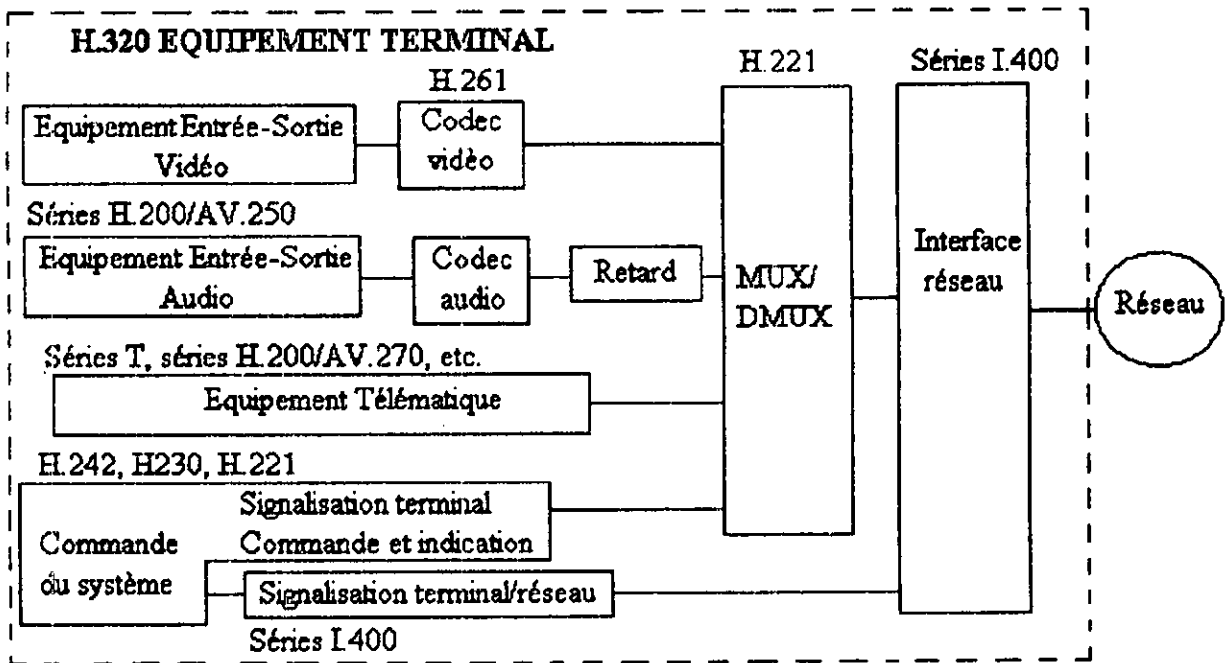 H.320 EQUIPEMENT TERMINAL
H.221
Séries I.400
H.261
Equipement Entrée-Sortie
Vidéo
Codec
vidèo
Séries H.200/AV.250
Equipement Entrée-Sortie
Audio
Codec
audio
Retard
MUX/
DMUX
Interface
réseau
Réseau
Séries T, séries H.200/AV.270, etc.
Equipement Télématique
H.242, H230, H.221
Signalisation terminal
Commande et indication
Commande
du système
Signalisation terminal/réseau
Séries I.400